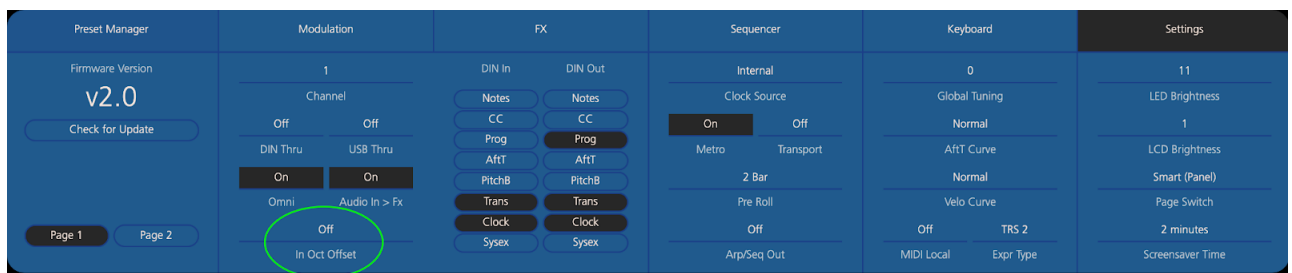 Preset Manager
Modulation
FX
Sequencer
Keyboard
Settings
Firmware Version
v2.0
Check for Update
Page 1
Page 2
1
Channel
Off
Off
DIN Thru
USB Thru
On
On
Omni
Audio In > Fx
Off
In Oct Offset
DIN In
DIN Out
Notes
Notes
CC
CC
Prog
Prog
AftT
AftT
PitchB
PitchB
Trans
Trans
Clock
Clock
Sysex
Sysex
Internal
Clock Source
On
Off
Metro
Transport
2 Bar
Pre Roll
Off
Arp/Seq Out
0
Global Tuning
Normal
AftT Curve
Normal
Velo Curve
Off
TRS 2
MIDI Local
Expr Type
11
LED Brightness
1
LCD Brightness
Smart (Panel)
Page Switch
2 minutes
Screensaver Time